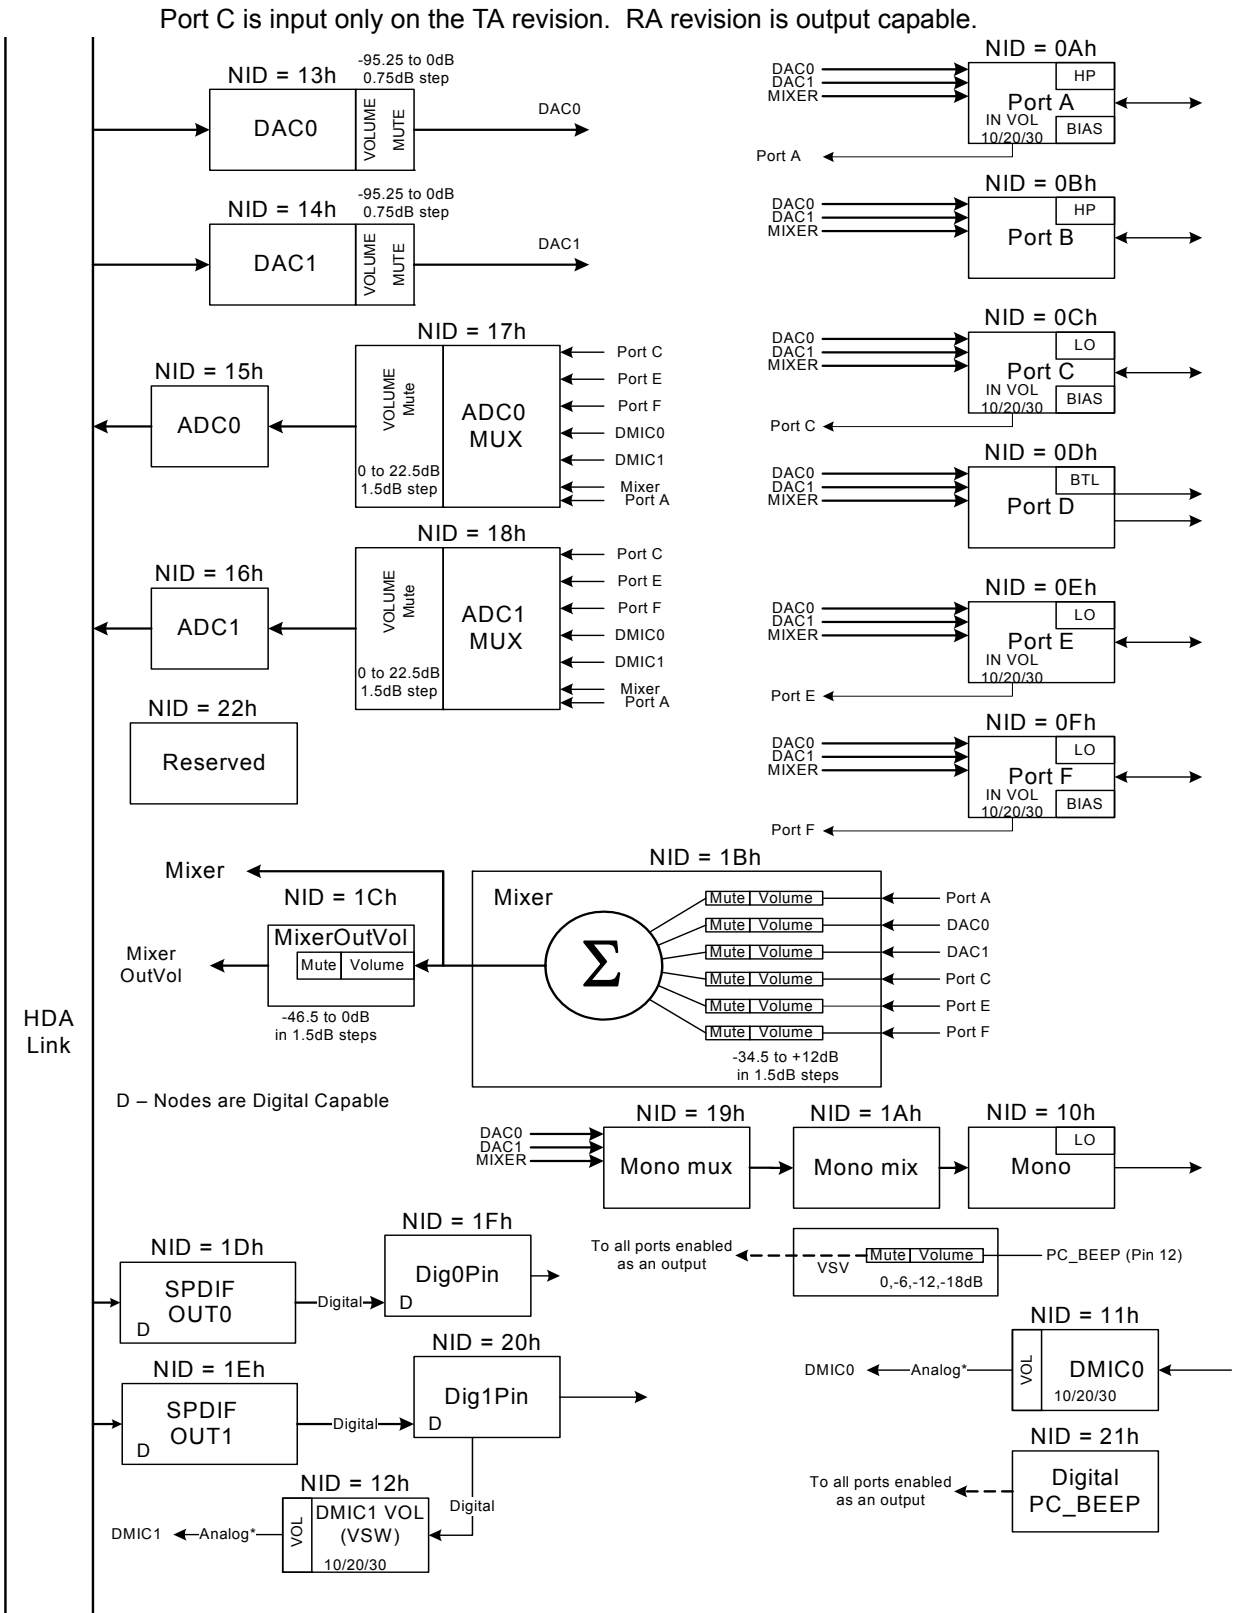 Port C is input only on the TA revision.  RA revision is output capable.
NID = 13h
-95.25 to 0dB
0.75dB step
DAC0
VOLUME
MUTE
DAC0
NID = 14h
-95.25 to 0dB
0.75dB step
DAC1
VOLUME
MUTE
DAC1
NID = 17h
NID = 15h
ADC0
VOLUME
Mute
0 to 22.5dB
1.5dB step
ADC0
MUX
Port C
Port E
Port F
DMIC0
DMIC1
Mixer
Port A
NID = 18h
NID = 16h
ADC1
VOLUME
Mute
0 to 22.5dB
1.5dB step
ADC1
MUX
Port C
Port E
Port F
DMIC0
DMIC1
Mixer
Port A
NID = 22h
Reserved
NID = 0Ah
DAC0
DAC1
MIXER
HP
Port A
IN VOL
10/20/30
BIAS
Port A
NID = 0Bh
DAC0
DAC1
MIXER
HP
Port B
NID = 0Ch
DAC0
DAC1
MIXER
LO
Port C
IN VOL
10/20/30
BIAS
Port C
NID = 0Dh
DAC0
DAC1
MIXER
BTL
Port D
NID = 0Eh
DAC0
DAC1
MIXER
LO
Port E
IN VOL
10/20/30
Port E
NID = 0Fh
DAC0
DAC1
MIXER
LO
Port F
IN VOL
10/20/30
BIAS
Port F
NID = 1Bh
Mixer
NID = 1Ch
MixerOutVol
Mute Volume
Mixer
OutVol
-46.5 to 0dB
in 1.5dB steps
Mixer
Σ
Mute Volume
Port A
Mute Volume
DAC0
Mute Volume
DAC1
Mute Volume
Port C
Mute Volume
Port E
Mute Volume
Port F
-34.5 to +12dB
in 1.5dB steps
HDA
Link
D – Nodes are Digital Capable
NID = 19h
DAC0
DAC1
MIXER
Mono mux
NID = 1Ah
Mono mix
NID = 10h
LO
Mono
To all ports enabled
as an output
VSV
Mute Volume
0,-6,-12,-18dB
PC_BEEP (Pin 12)
NID = 1Fh
NID = 1Dh
SPDIF
OUT0
D
Digital
Dig0Pin
D
NID = 20h
NID = 1Eh
SPDIF
OUT1
D
Digital
Dig1Pin
D
NID = 12h
Digital
DMIC1
Analog*
VOL
DMIC1 VOL
(VSW)
10/20/30
NID = 11h
DMIC0
Analog*
VOL
DMIC0
10/20/30
NID = 21h
To all ports enabled
as an output
Digital
PC_BEEP